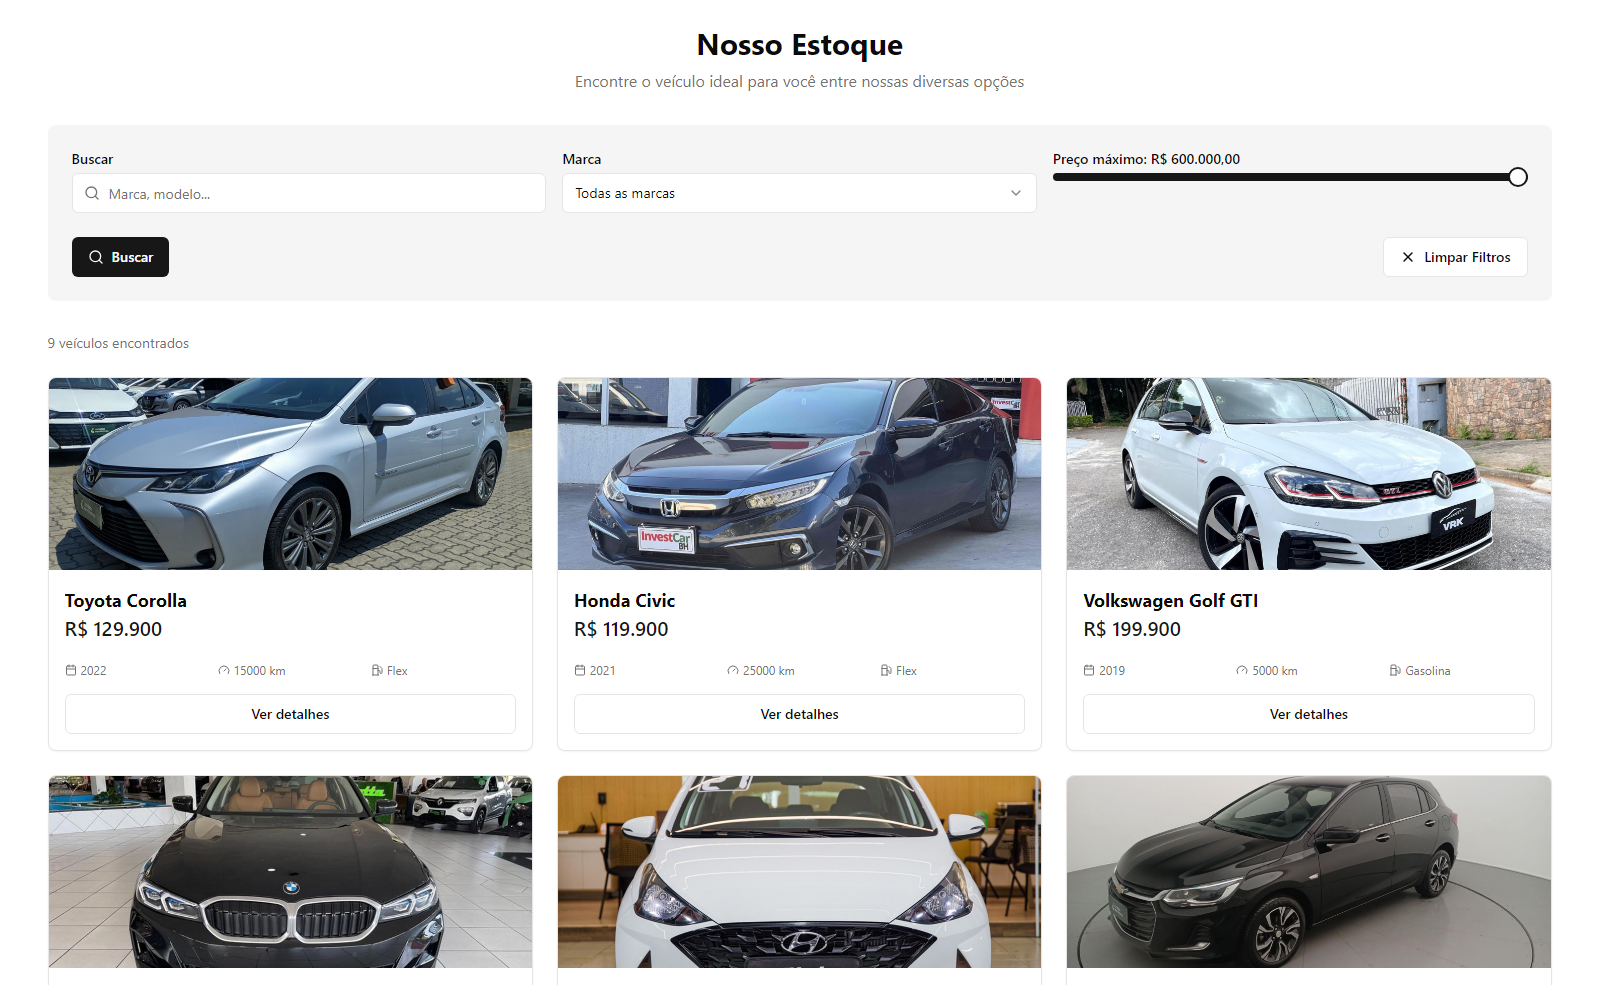 Nosso Estoque
Encontre o veículo ideal para você entre nossas diversas opções
Buscar
Marca, modelo...
Marca
Todas as marcas
Preço máximo: R$ 600.000,00
Buscar
Limpar Filtros
9 veículos encontrados
InvestCar
BH
InvestCar
GTI
VRK
Toyota Corolla
R$ 129.900
2022
15000 km
Flex
Ver detalhes
Honda Civic
R$ 119.900
2021
25000 km
Flex
Ver detalhes
Volkswagen Golf GTI
R$ 199.900
2019
5000 km
Gasolina
Ver detalhes